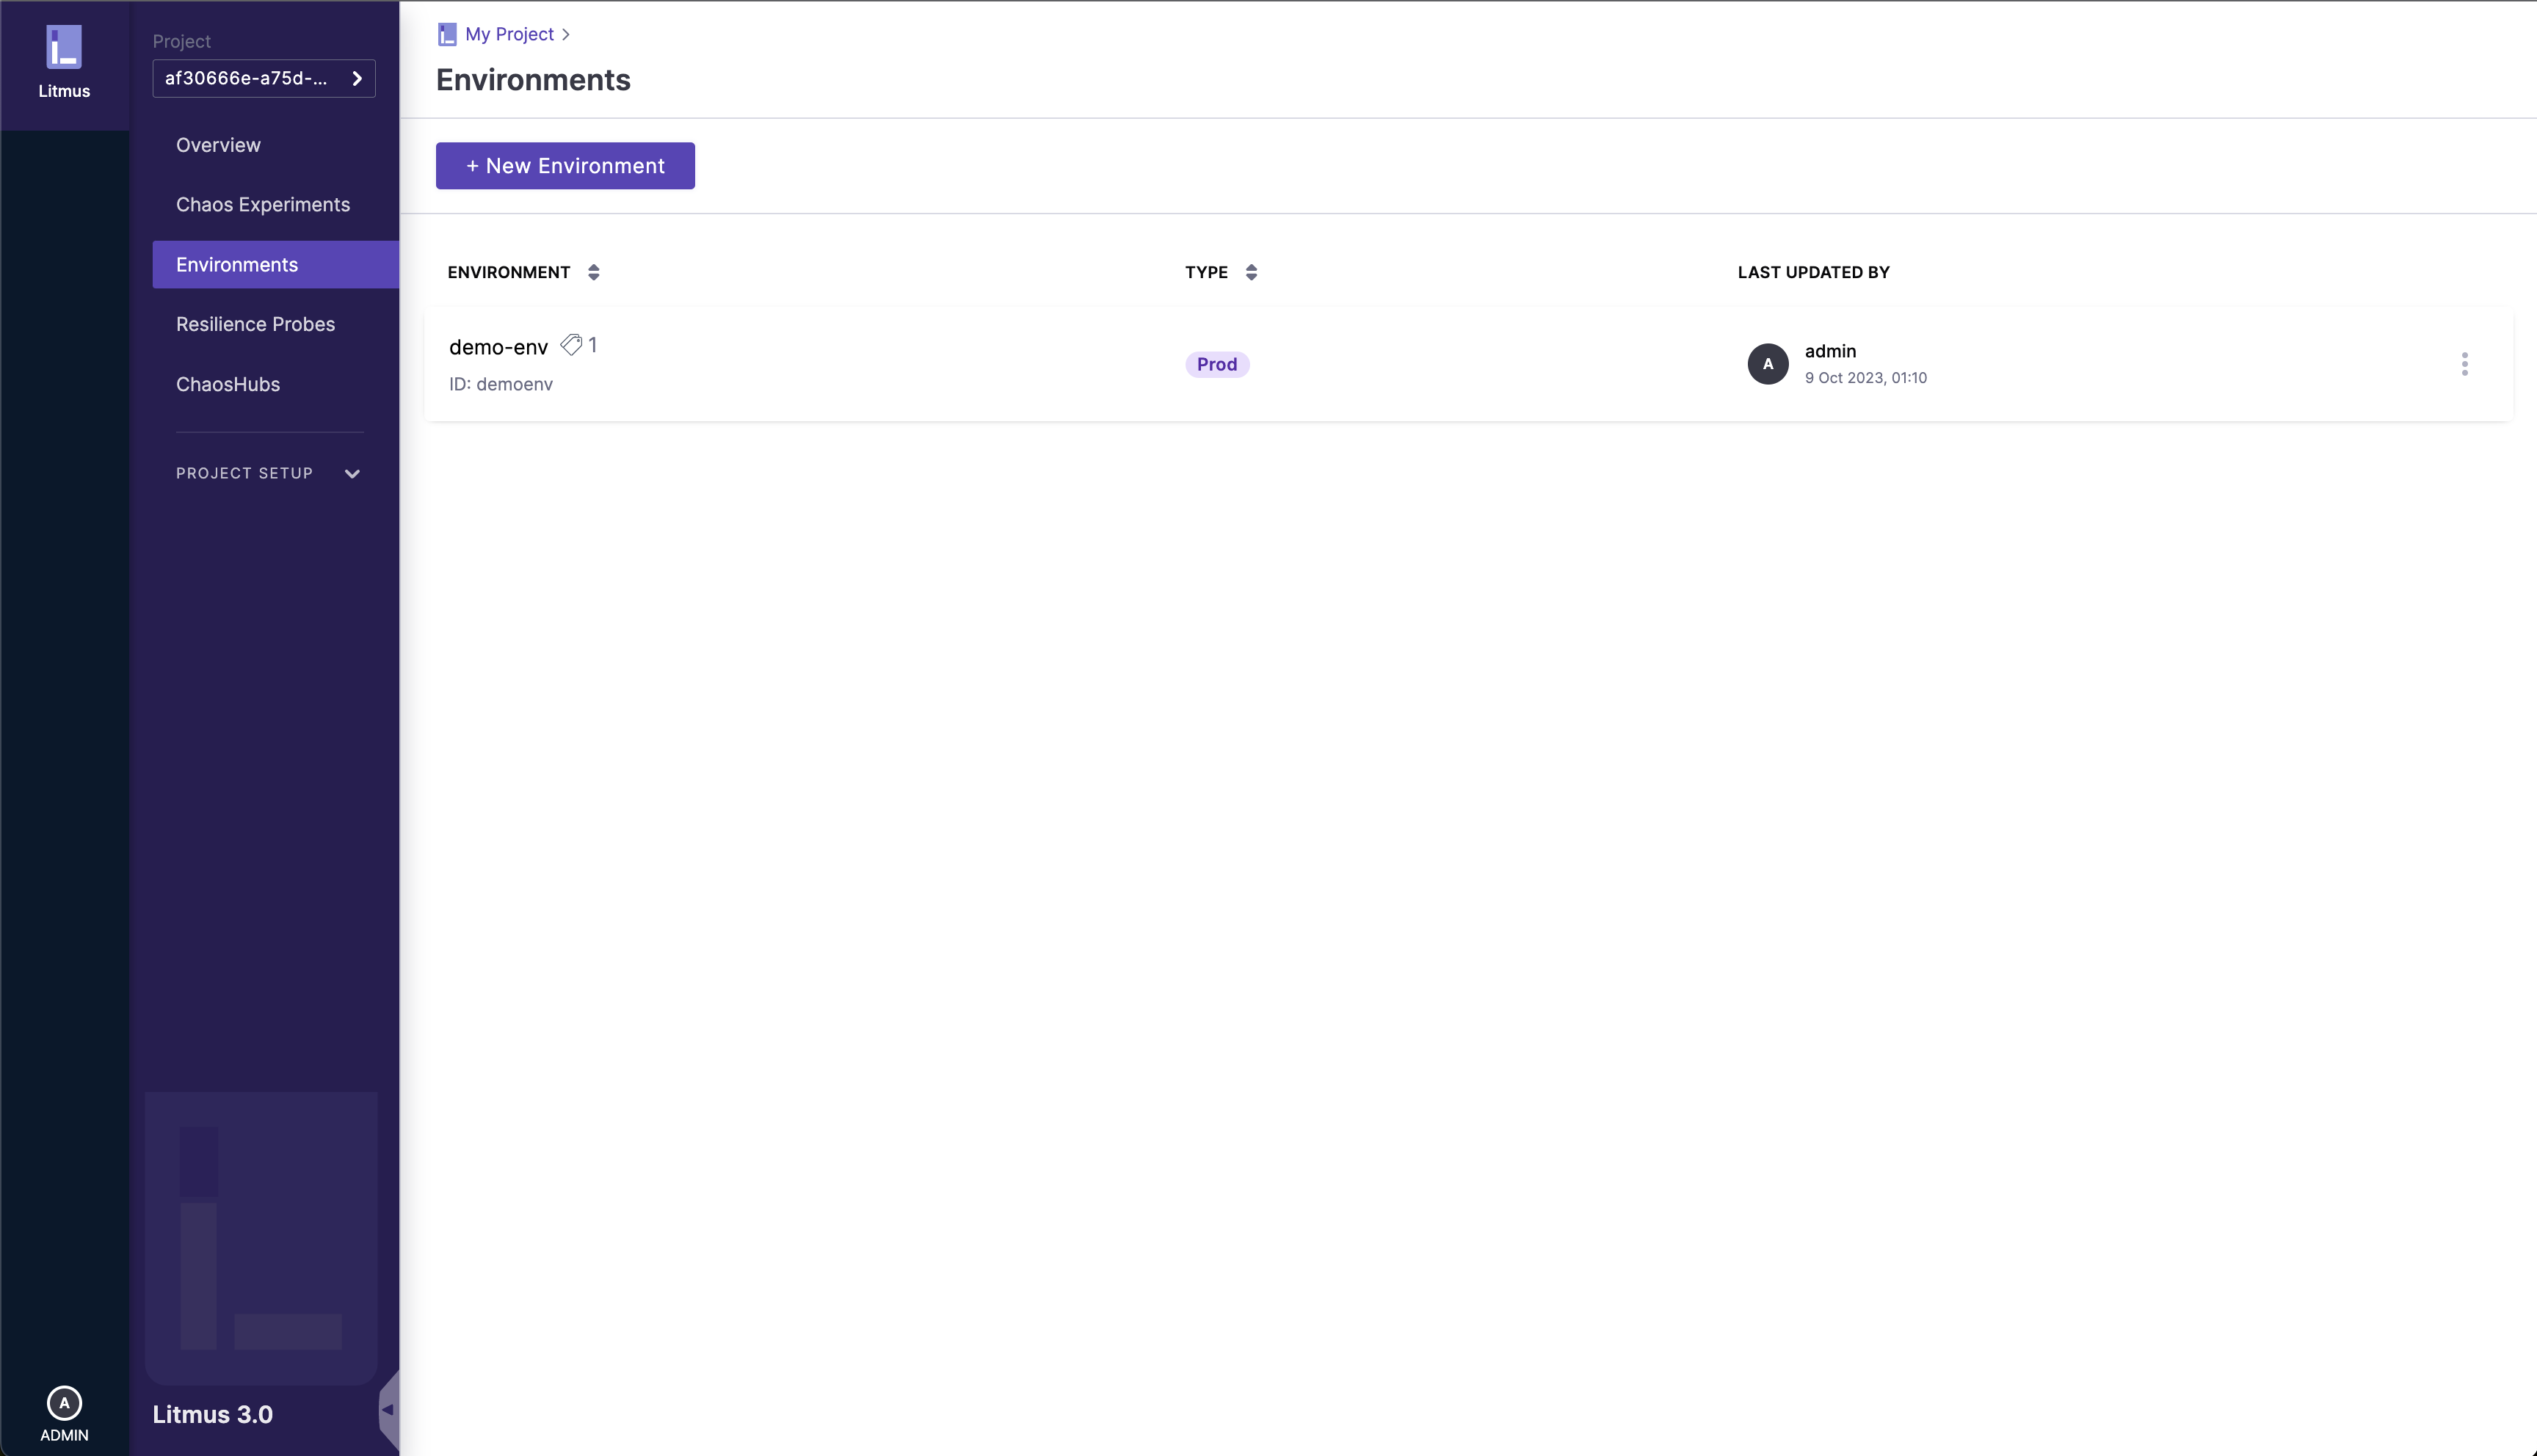 Litmus
Project
af30666e-a75d-...
Overview
Chaos Experiments
Environments
Resilience Probes
ChaosHubs
PROJECT SETUP
Litmus 3.0
A
ADMIN
My Project
Environments
+ New Environment
ENVIRONMENT TYPE LAST UPDATED BY
demo-env 1
ID: demoenv
Prod
A
admin
9 Oct 2023, 01:10